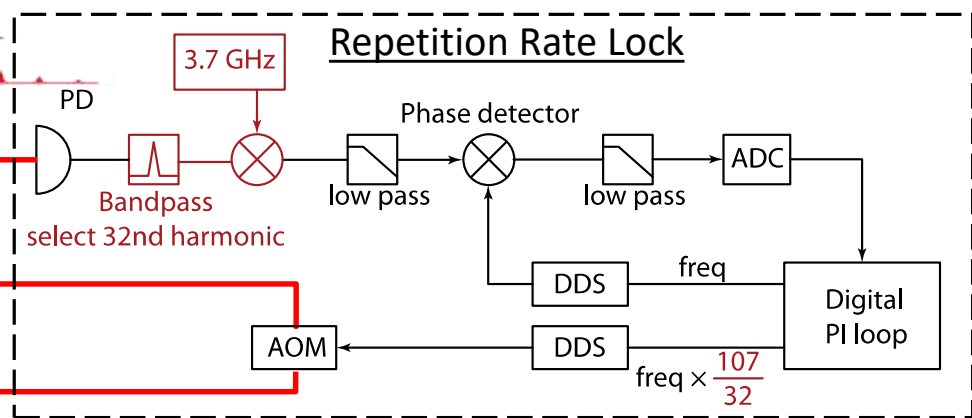 Repetition Rate Lock
3.7 GHz
PD
Phase detector
ADC
low pass
low pass
Bandpass
select 32nd harmonic
DDS
freq
Digital
PI loop
AOM
DDS
freq × 107/32